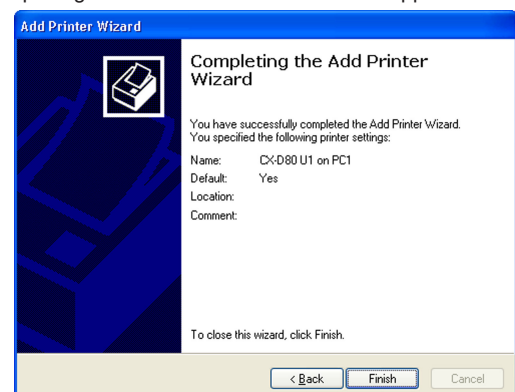 Add Printer Wizard
Completing the Add Printer
Wizard
You have successfully completed the Add Printer Wizard.
You specified the following printer settings:
Name: CX-D80 U1 on PC1
Default: Yes
Location:
Comment:
To close this wizard, click Finish.
< Back Finish Cancel